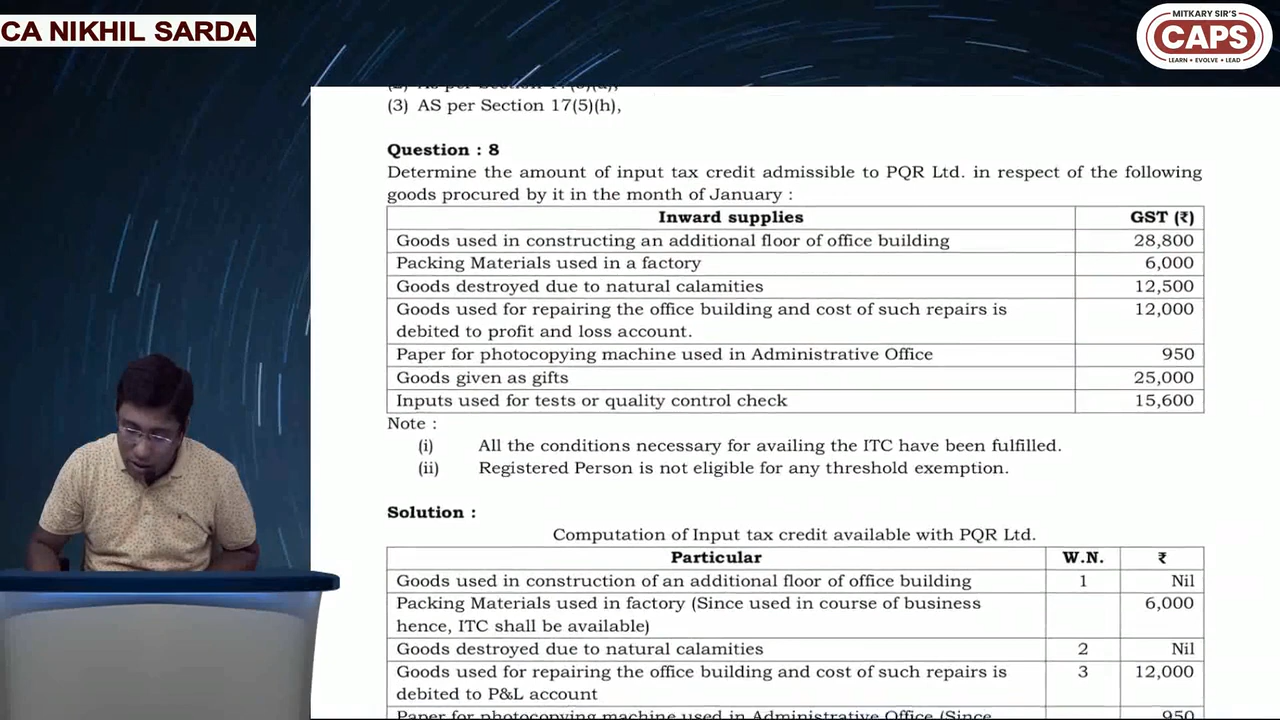 CA NIKHIL SARDA
MITKARY SIR'S
CAPS
LEARN • EVOLVE • LEAD
(3) AS per Section 17(5)(h),
Question : 8
Determine the amount of input tax credit admissible to PQR Ltd. in respect of the following
goods procured by it in the month of January :
Inward supplies GST (₹)
Goods used in constructing an additional floor of office building 28,800
Packing Materials used in a factory 6,000
Goods destroyed due to natural calamities 12,500
Goods used for repairing the office building and cost of such repairs is 12,000
debited to profit and loss account.
Paper for photocopying machine used in Administrative Office 950
Goods given as gifts 25,000
Inputs used for tests or quality control check 15,600
Note :
(i) All the conditions necessary for availing the ITC have been fulfilled.
(ii) Registered Person is not eligible for any threshold exemption.
Solution :
Computation of Input tax credit available with PQR Ltd.
Particular W.N. ₹
Goods used in construction of an additional floor of office building 1 Nil
Packing Materials used in factory (Since used in course of business 6,000
hence, ITC shall be available)
Goods destroyed due to natural calamities 2 Nil
Goods used for repairing the office building and cost of such repairs is 3 12,000
debited to P&L account
Paper for photocopying machine used in Administrative Office (Since 950